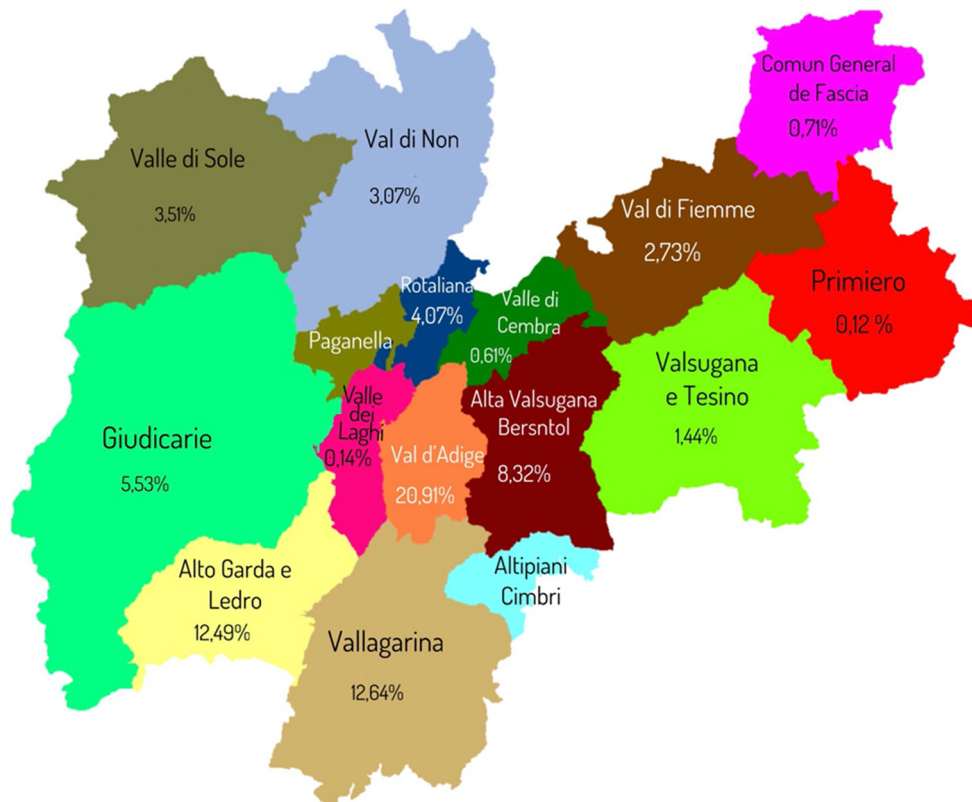 Comun General
de Fascia
0,71%
Val di Non
3,07%
Valle di Sole
3,51%
Val di Fiemme
2,73%
Primiero
0,12 %
Rotaliana
4,07%
Valle di
Cembra
0,61%
Paganella
Valsugana
e Tesino
1,44%
Alta Valsugana
Bersntol
8,32%
Valle
dei
Laghi
0,14%
Val d'Adige
20,91%
Giudicarie
5,53%
Alto Garda e
Ledro
12,49%
Altipiani
Cimbri
Vallagarina
12,64%